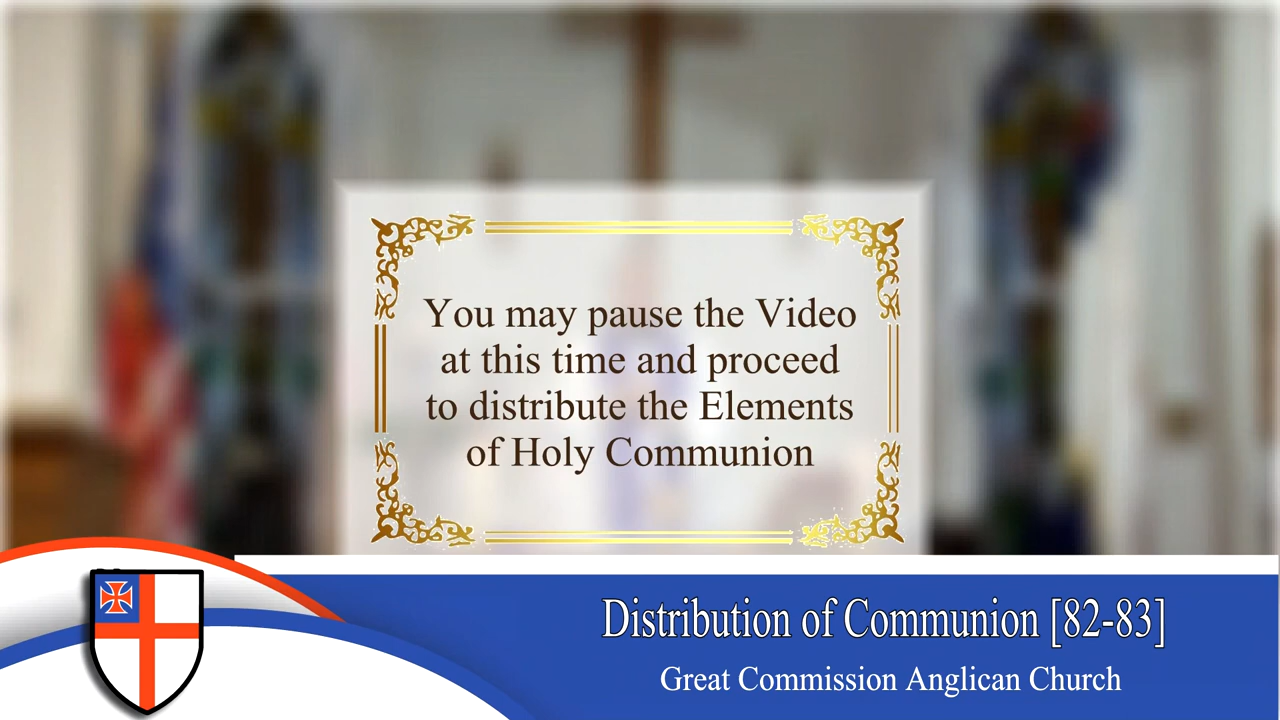 You may pause the Video
at this time and proceed
to distribute the Elements
of Holy Communion
Distribution of Communion [82-83]
Great Commission Anglican Church